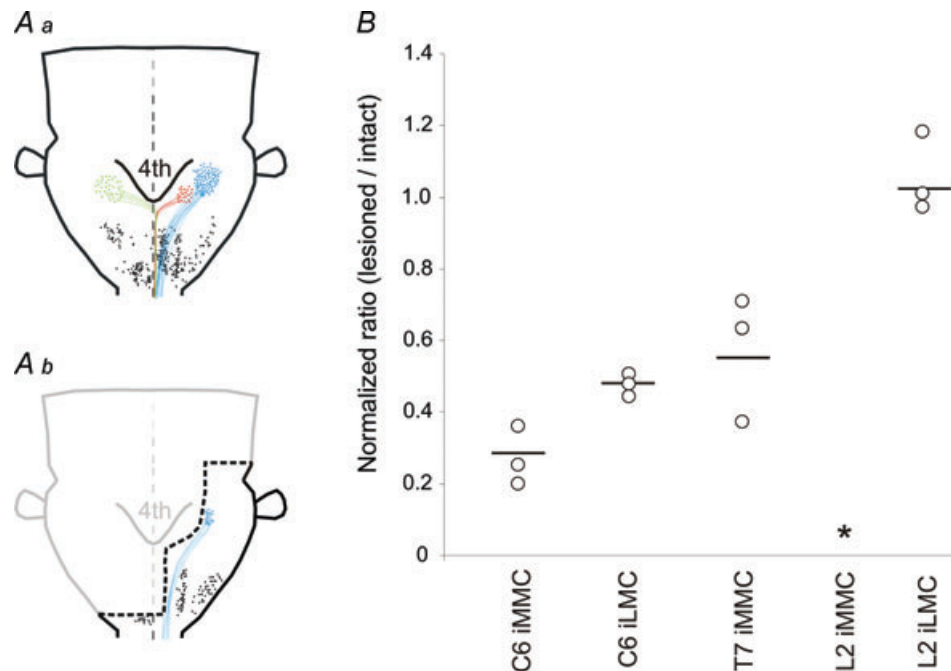 A a
4th
A b
4th
B
Normalized ratio (lesioned / intact)
1.4
1.2
1.0
0.8
0.6
0.4
0.2
0
*
C6 iMMC
C6 iLMC
T7 iMMC
L2 iMMC
L2 iLMC